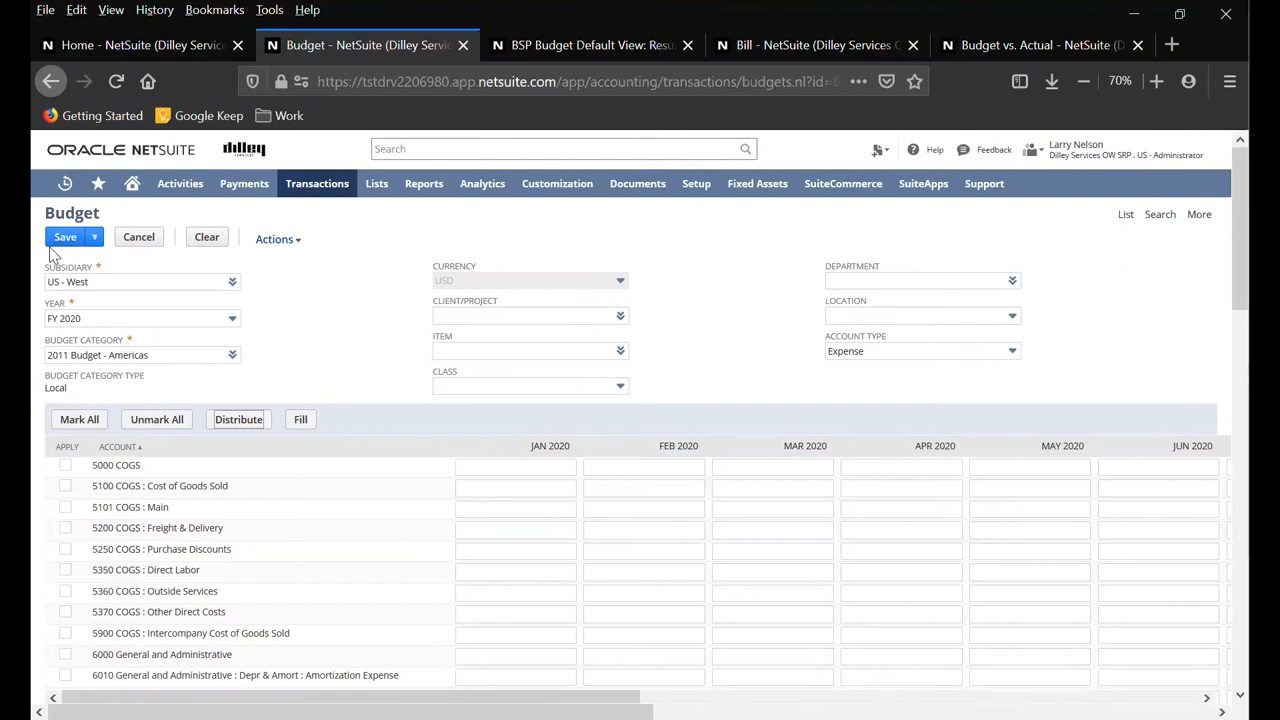 File Edit View History Bookmarks Tools Help
Home - NetSuite (Dilley Service Budget - NetSuite (Dilley Servic BSP Budget Default View: Resu Bill - NetSuite (Dilley Services C Budget vs. Actual - NetSuite (D
https://tstdrv2206980.app.netsuite.com/app/accounting/transactions/budgets.nl?id= 70%
Getting Started Google Keep Work
ORACLE NETSUITE dilley SERVICES Search Help Feedback Larry Nelson
Dilley Services OW SRP . US - Administrator
Activities Payments Transactions Lists Reports Analytics Customization Documents Setup Fixed Assets SuiteCommerce SuiteApps Support
Budget List Search More
Save Cancel Clear Actions
SUBSIDIARY * CURRENCY DEPARTMENT
US - West USD
YEAR * CLIENT/PROJECT LOCATION
FY 2020
BUDGET CATEGORY * ITEM ACCOUNT TYPE
2011 Budget - Americas Expense
BUDGET CATEGORY TYPE CLASS
Local
Mark All Unmark All Distribute Fill
APPLY ACCOUNT JAN 2020 FEB 2020 MAR 2020 APR 2020 MAY 2020 JUN 2020
5000 COGS
5100 COGS : Cost of Goods Sold
5101 COGS : Main
5200 COGS : Freight & Delivery
5250 COGS : Purchase Discounts
5350 COGS : Direct Labor
5360 COGS : Outside Services
5370 COGS : Other Direct Costs
5900 COGS : Intercompany Cost of Goods Sold
6000 General and Administrative
6010 General and Administrative : Depr & Amort : Amortization Expense